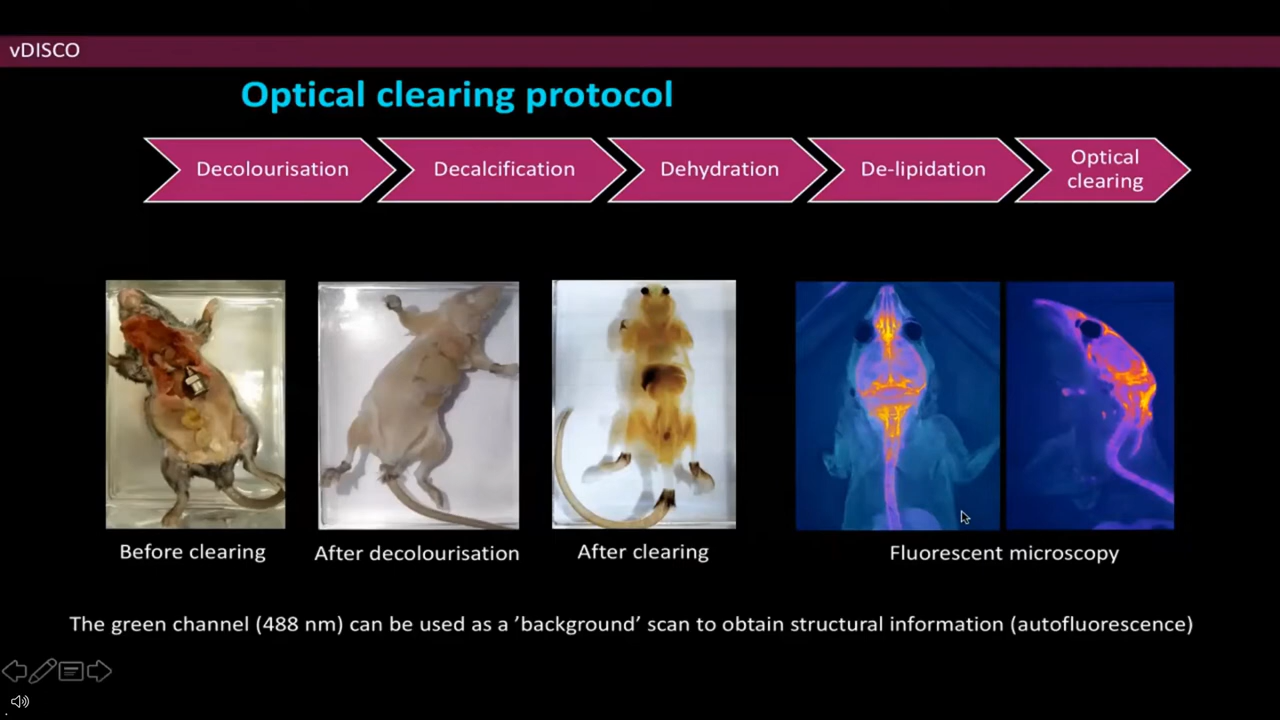 vDISCO
Optical clearing protocol
Decolourisation
Decalcification
Dehydration
De-lipidation
Optical
clearing
Before clearing
After decolourisation
After clearing
Fluorescent microscopy
The green channel (488 nm) can be used as a ’background’ scan to obtain structural information (autofluorescence)